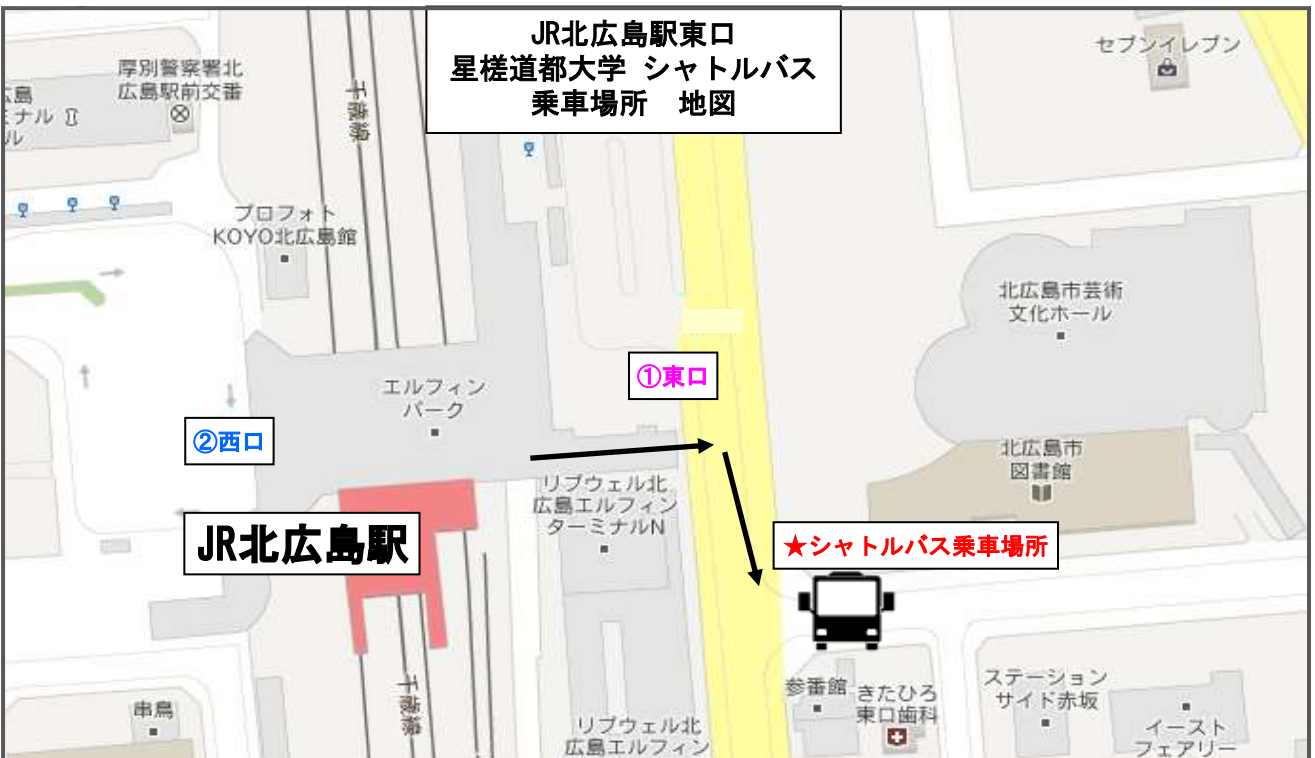 JR北広島駅東口
星槎道都大学 シャトルバス
乗車場所　地図
セブンイレブン
厚別警察署北
広島駅前交番
広島
ミナル
ル
千歳線
プロフォト
KOYO北広島館
北広島市芸術
文化ホール
①東口
エルフィン
パーク
②西口
北広島市
図書館
リブウェル北
広島エルフィン
ターミナルN
JR北広島駅
★シャトルバス乗車場所
千歳線
串鳥
参番館
きたひろ
東口歯科
ステーション
サイド赤坂
リブウェル北
広島エルフィン
イースト
フェアリー